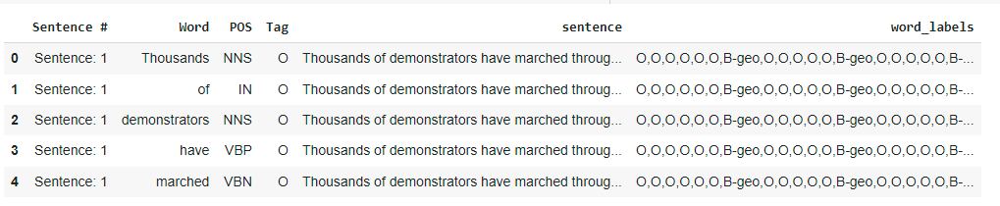 Sentence # Word POS Tag sentence word_labels
0 Sentence: 1 Thousands NNS O Thousands of demonstrators have marched throug... O,O,O,O,O,O,B-geo,O,O,O,O,O,B-geo,O,O,O,O,O,B-...
1 Sentence: 1 of IN O Thousands of demonstrators have marched throug... O,O,O,O,O,O,B-geo,O,O,O,O,O,B-geo,O,O,O,O,O,B-...
2 Sentence: 1 demonstrators NNS O Thousands of demonstrators have marched throug... O,O,O,O,O,O,B-geo,O,O,O,O,O,B-geo,O,O,O,O,O,B-...
3 Sentence: 1 have VBP O Thousands of demonstrators have marched throug... O,O,O,O,O,O,B-geo,O,O,O,O,O,B-geo,O,O,O,O,O,B-...
4 Sentence: 1 marched VBN O Thousands of demonstrators have marched throug... O,O,O,O,O,O,B-geo,O,O,O,O,O,B-geo,O,O,O,O,O,B-...